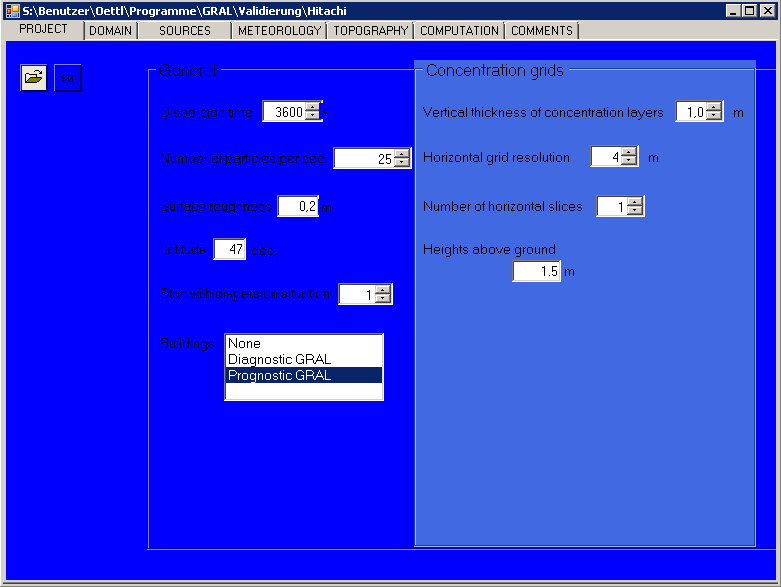 S:\Benutzer\Oettl\Programme\GRAL\Validierung\Hitachi
PROJECT DOMAIN SOURCES METEOROLOGY TOPOGRAPHY COMPUTATION COMMENTS
General
Dispersion time 3600
Number of particles per sec. 25
Surface roughness 0,2 m
Latitude 47 deg.
Start with dispersion situation 1
Buildings
None
Diagnostic GRAL
Prognostic GRAL
Concentration grids
Vertical thickness of concentration layers 1,0 m
Horizontal grid resolution 4 m
Number of horizontal slices 1
Heights above ground
1.5 m